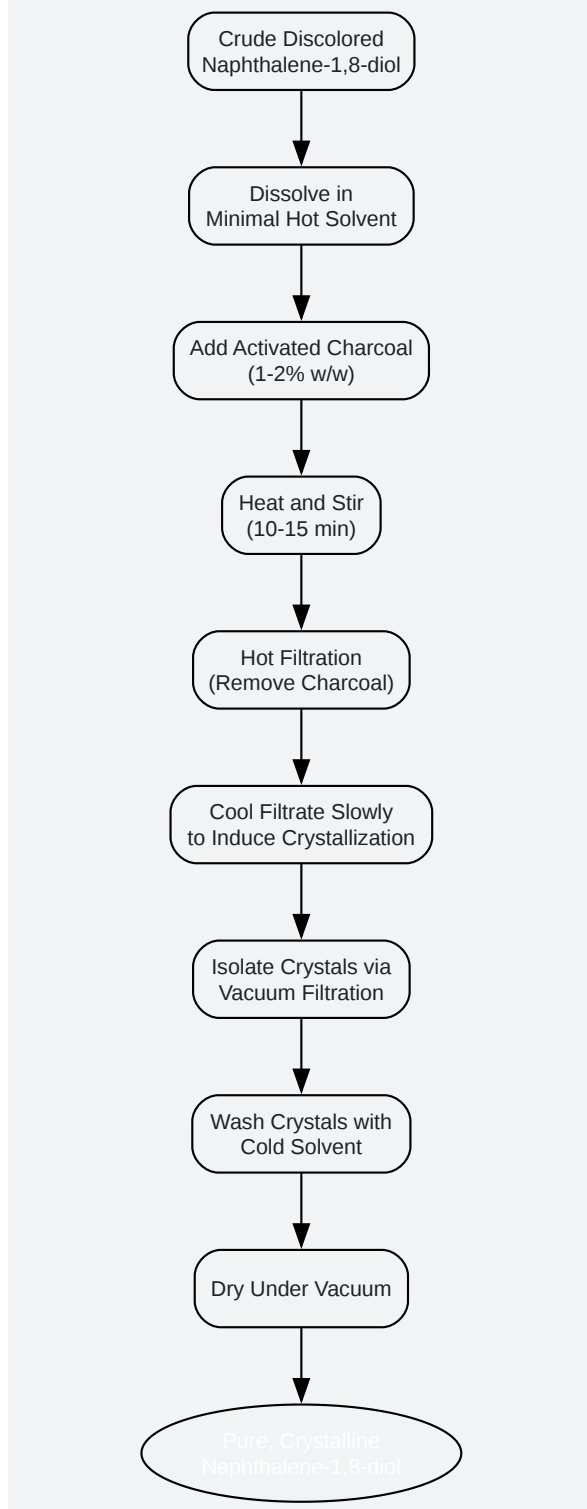 Crude Discolored
Naphthalene-1,8-diol
Dissolve in
Minimal Hot Solvent
Add Activated Charcoal
(1-2% w/w)
Heat and Stir
(10-15 min)
Hot Filtration
(Remove Charcoal)
Cool Filtrate Slowly
to Induce Crystallization
Isolate Crystals via
Vacuum Filtration
Wash Crystals with
Cold Solvent
Dry Under Vacuum
Pure, Crystalline
Naphthalene-1,8-diol